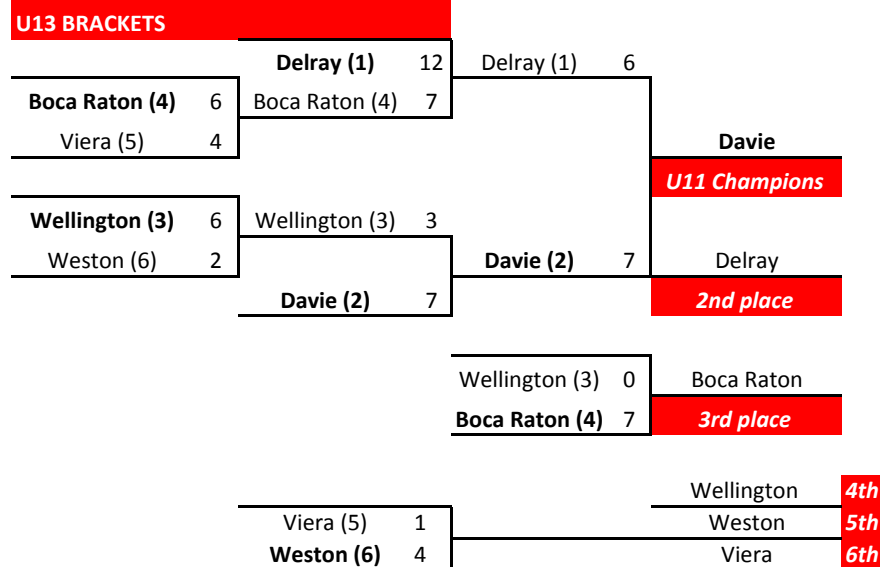 U13 BRACKETS
Delray (1) 12 Delray (1) 6
Boca Raton (4) 6 Boca Raton (4) 7
Viera (5) 4 Davie
U11 Champions
Wellington (3) 6 Wellington (3) 3
Weston (6) 2 Davie (2) 7 Delray
Davie (2) 7 2nd place
Wellington (3) 0 Boca Raton
Boca Raton (4) 7 3rd place
Wellington 4th
Viera (5) 1 Weston 5th
Weston (6) 4 Viera 6th